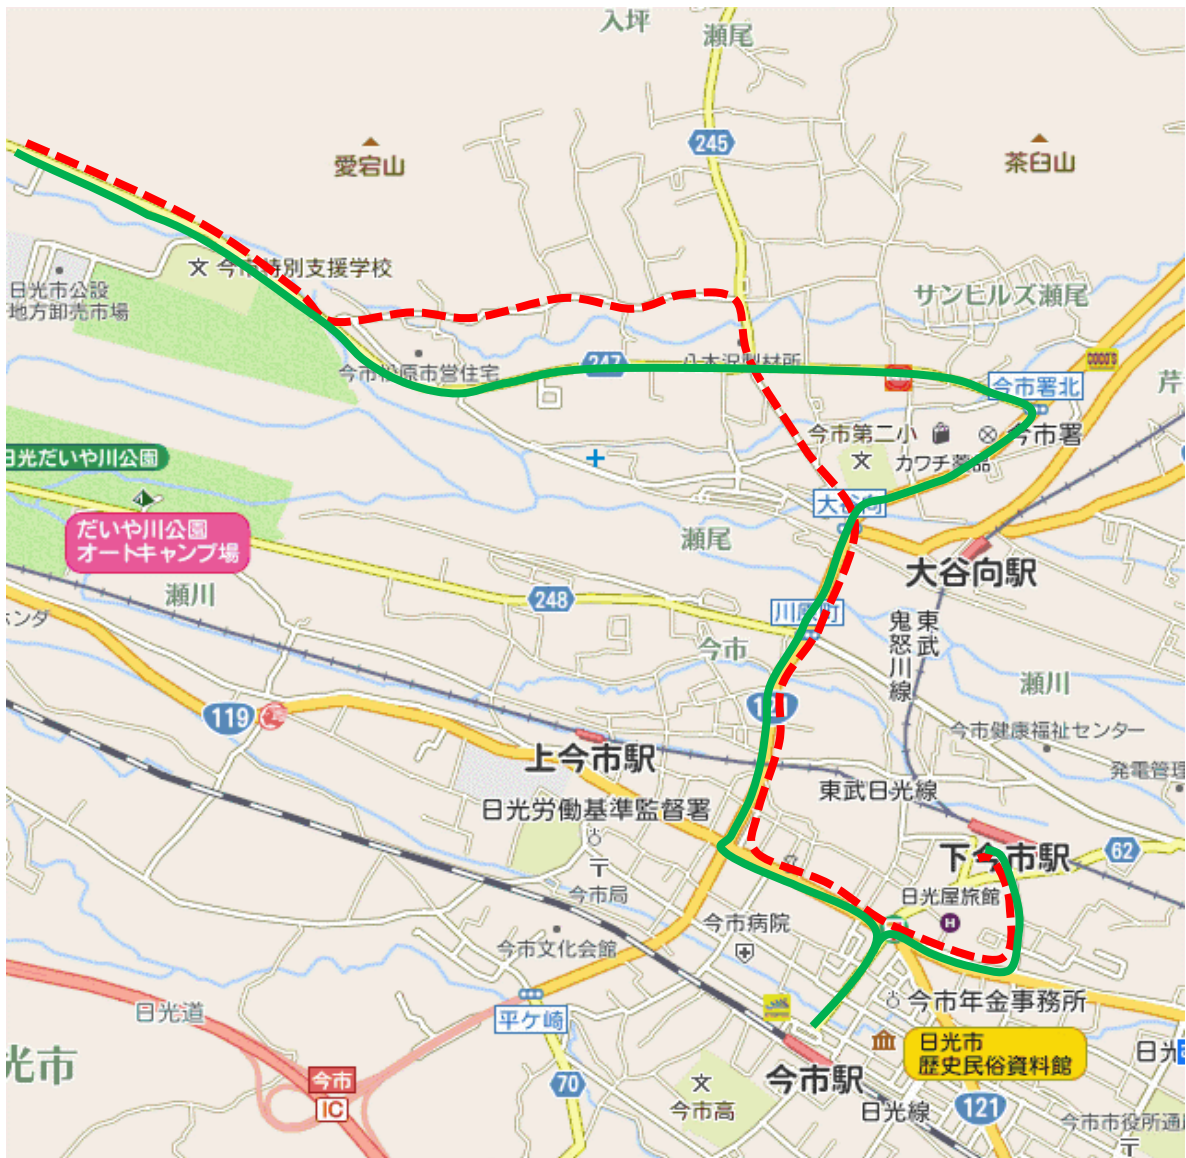 入坪
瀬尾
245
愛宕山
茶臼山
今市特別支援学校
日光市公設
地方卸売市場
サンヒルズ瀬尾
COCO'S
247
八木沢製材所
今市松原市営住宅
今市署北
芹
今市第二小
今市署
カワチ薬品
日光だいや川公園
大谷向
だいや川公園
オートキャンプ場
瀬尾
大谷向駅
瀬川
248
川原町
ホンダ
今市
東武
鬼怒川線
瀬川
119
121
今市健康福祉センター
上今市駅
発電管理
東武日光線
日光労働基準監督署
下今市駅
62
今市局
日光屋旅館
H
今市病院
今市文化会館
日光道
今市年金事務所
平ケ崎
日光市
歴史民俗資料館
日光
光市
今市
IC
70
今市駅
今市高
日光線
121
今市市役所通